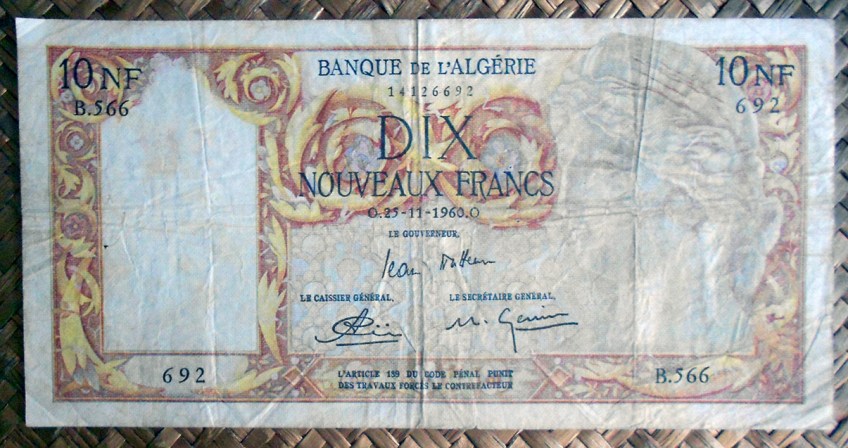 10 NF
B.566
BANQUE DE L'ALGÉRIE
14126692
10 NF
692
DIX
NOUVEAUX FRANCS
O.25-11-1960.O
LE GOUVERNEUR,
LE CAISSIER GÉNÉRAL,
LE SECRÉTAIRE GÉNÉRAL,
692
L'ARTICLE 139 DU CODE PÉNAL PUNIT
DES TRAVAUX FORCÉS LE CONTREFACTEUR
B.566